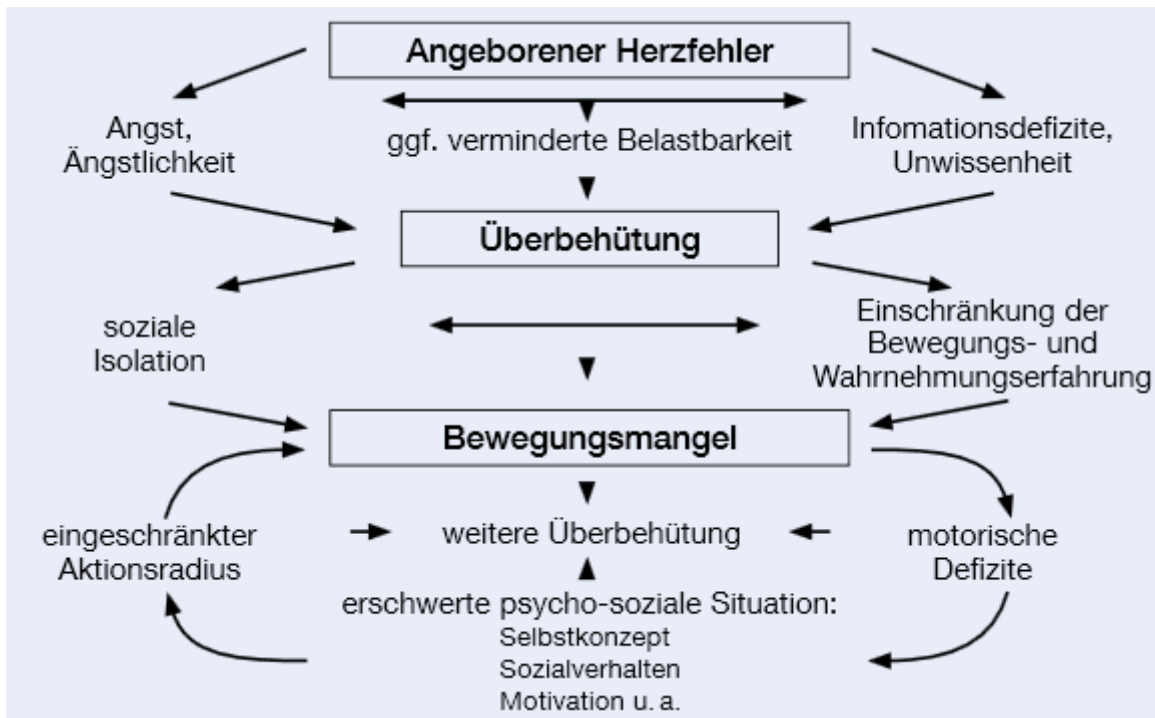 Angeborener Herzfehler
Angst,
Ängstlichkeit
ggf. verminderte Belastbarkeit
Infomationsdefizite,
Unwissenheit
Überbehütung
soziale
Isolation
Einschränkung der
Bewegungs- und
Wahrnehmungserfahrung
Bewegungsmangel
eingeschränkter
Aktionsradius
weitere Überbehütung
motorische
Defizite
erschwerte psycho-soziale Situation:
Selbstkonzept
Sozialverhalten
Motivation u. a.